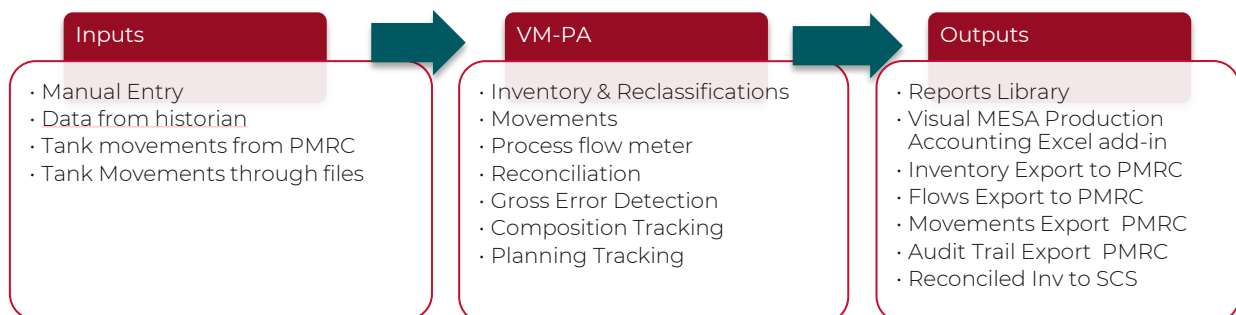 Inputs
· Manual Entry
· Data from historian
· Tank movements from PMRC
· Tank Movements through files
VM-PA
· Inventory & Reclassifications
· Movements
· Process flow meter
· Reconciliation
· Gross Error Detection
· Composition Tracking
· Planning Tracking
Outputs
· Reports Library
· Visual MESA Production
Accounting Excel add-in
· Inventory Export to PMRC
· Flows Export to PMRC
· Movements Export  PMRC
· Audit Trail Export  PMRC
· Reconciled Inv to SCS